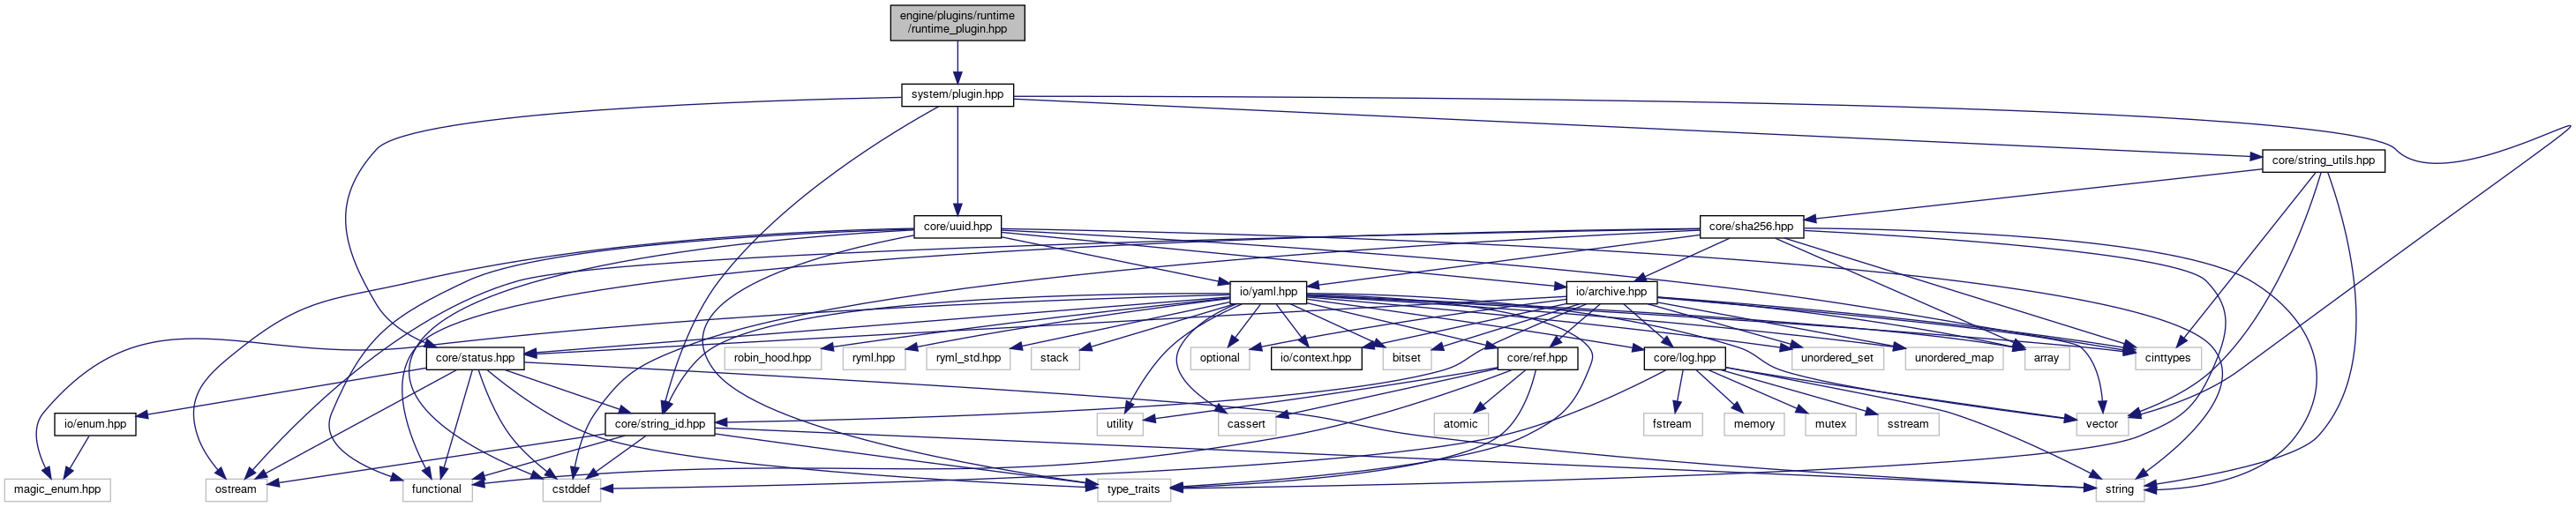 engine/plugins/runtime
/runtime_plugin.hpp
system/plugin.hpp
core/string_utils.hpp
core/uuid.hpp
core/sha256.hpp
io/yaml.hpp
io/archive.hpp
core/status.hpp
robin_hood.hpp
ryml.hpp
ryml_std.hpp
stack
optional
io/context.hpp
bitset
core/ref.hpp
core/log.hpp
unordered_set
unordered_map
array
cinttypes
io/enum.hpp
core/string_id.hpp
utility
cassert
atomic
fstream
memory
mutex
sstream
vector
magic_enum.hpp
ostream
functional
cstddef
type_traits
string